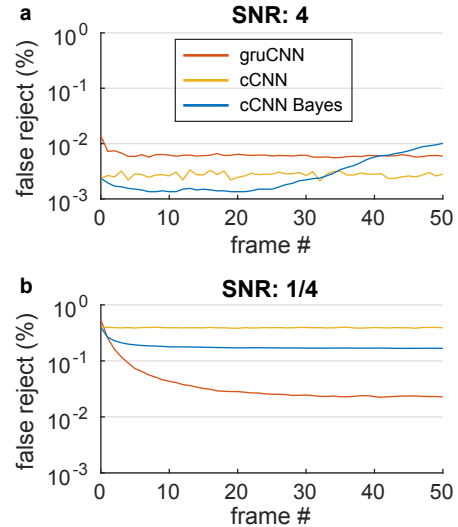 a
SNR: 4
false reject (%)
10^0
10^-1
10^-2
10^-3
gruCNN
cCNN
cCNN Bayes
0 10 20 30 40 50
frame #
b
SNR: 1/4
false reject (%)
10^0
10^-1
10^-2
10^-3
0 10 20 30 40 50
frame #